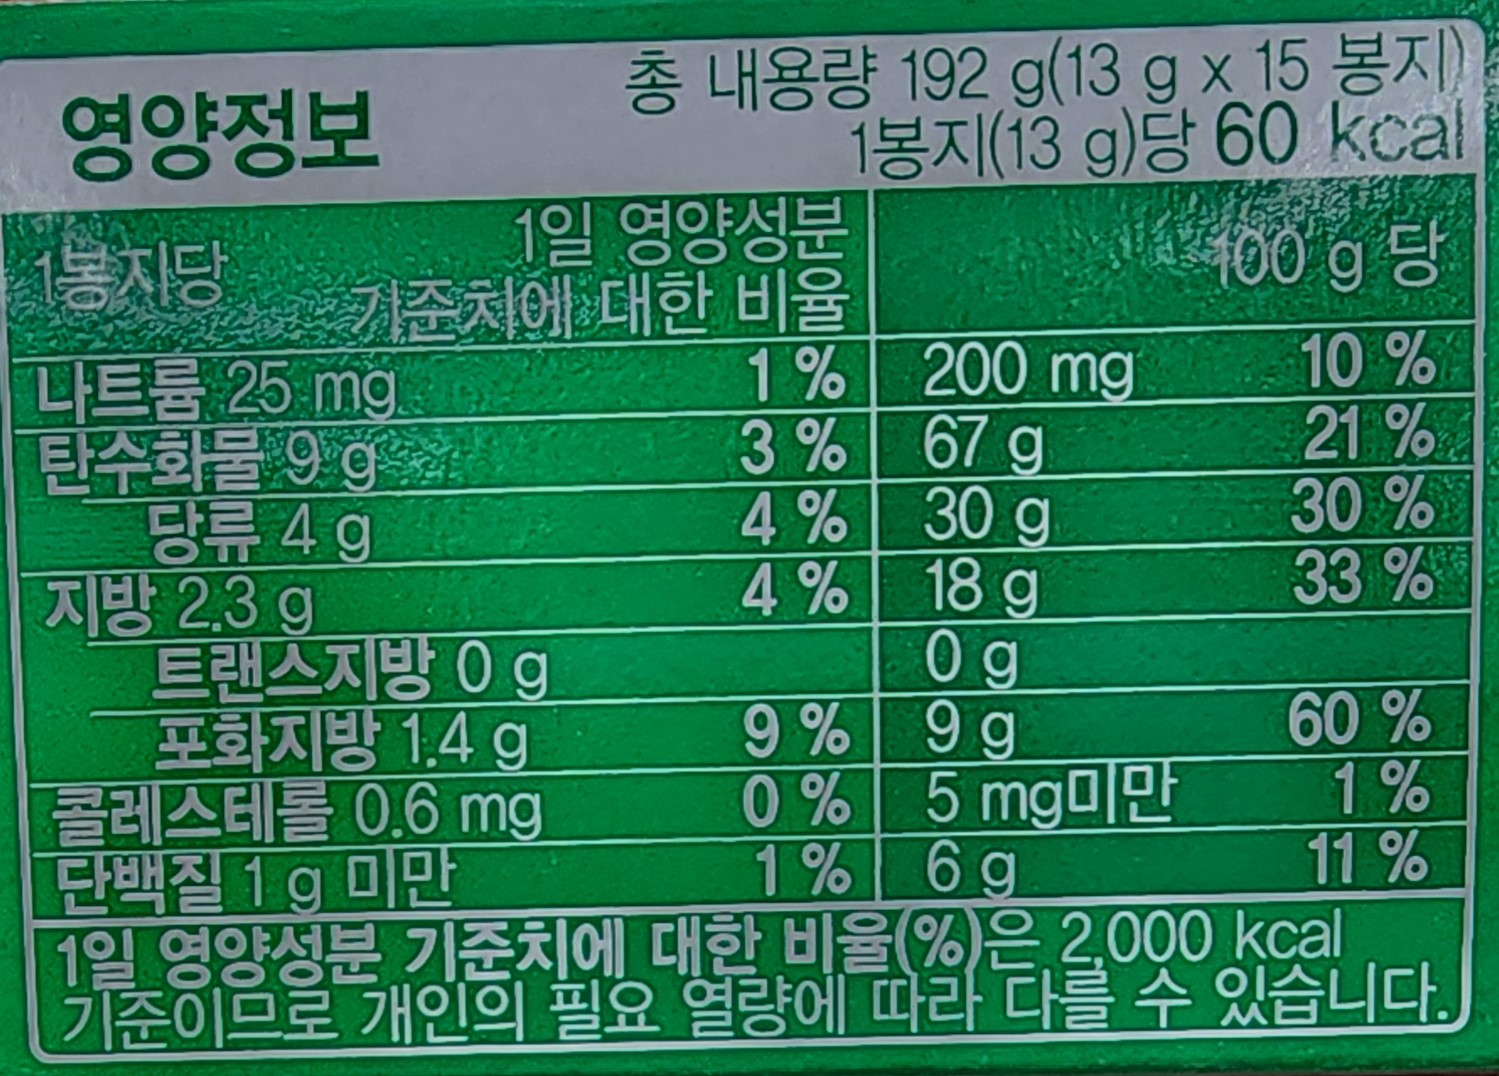 영양정보
총 내용량 192 g(13 g x 15 봉지)
1봉지(13 g)당 60 kcal
1봉지당
1일 영양성분
기준치에 대한 비율
100 g 당
나트륨 25 mg 1 % 200 mg 10 %
탄수화물 9 g 3 % 67 g 21 %
당류 4 g 4 % 30 g 30 %
지방 2.3 g 4 % 18 g 33 %
트랜스지방 0 g 0 g
포화지방 1.4 g 9 % 9 g 60 %
콜레스테롤 0.6 mg 0 % 5 mg미만 1 %
단백질 1 g 미만 1 % 6 g 11 %
1일 영양성분 기준치에 대한 비율(%)은 2,000 kcal
기준이므로 개인의 필요 열량에 따라 다를 수 있습니다.